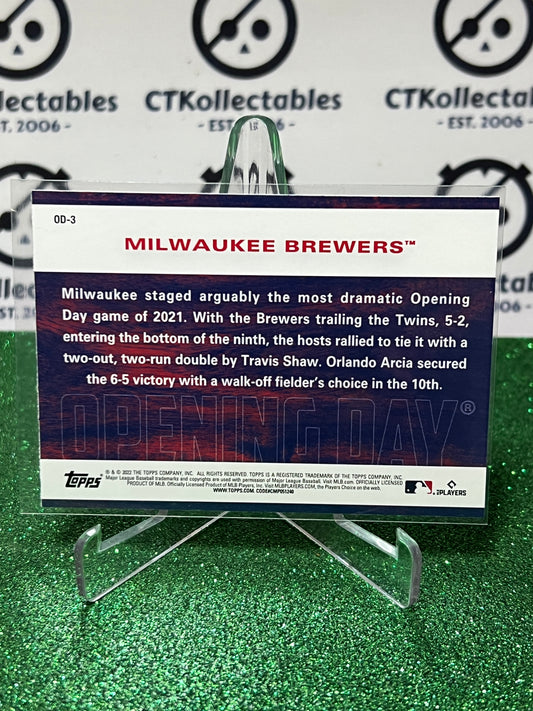 CTKollectables
CTKollectables
CTKollectables
EST. 2006 -
- EST. 2006 -
- EST. 2006 -
OD-3
MILWAUKEE BREWERS™
Milwaukee staged arguably the most dramatic Opening
Day game of 2021. With the Brewers trailing the Twins, 5-2,
entering the bottom of the ninth, the hosts rallied to tie it with a
two-out, two-run double by Travis Shaw. Orlando Arcia secured
the 6-5 victory with a walk-off fielder's choice in the 10th.
OPENING DAY®
Topps
® & © 2022 THE TOPPS COMPANY, INC. ALL RIGHTS RESERVED. TOPPS IS A REGISTERED TRADEMARK OF THE TOPPS COMPANY, INC.
Major League Baseball trademarks and copyrights are used with permission of Major League Baseball. Visit MLB.com. OFFICIALLY LICENSED
PRODUCT OF MLB Players, Inc. Visit MLBPLAYERS.COM, the Players Choice on the web.
WWW.TOPPS.COM. CODE#CMP051240
PLAYERS